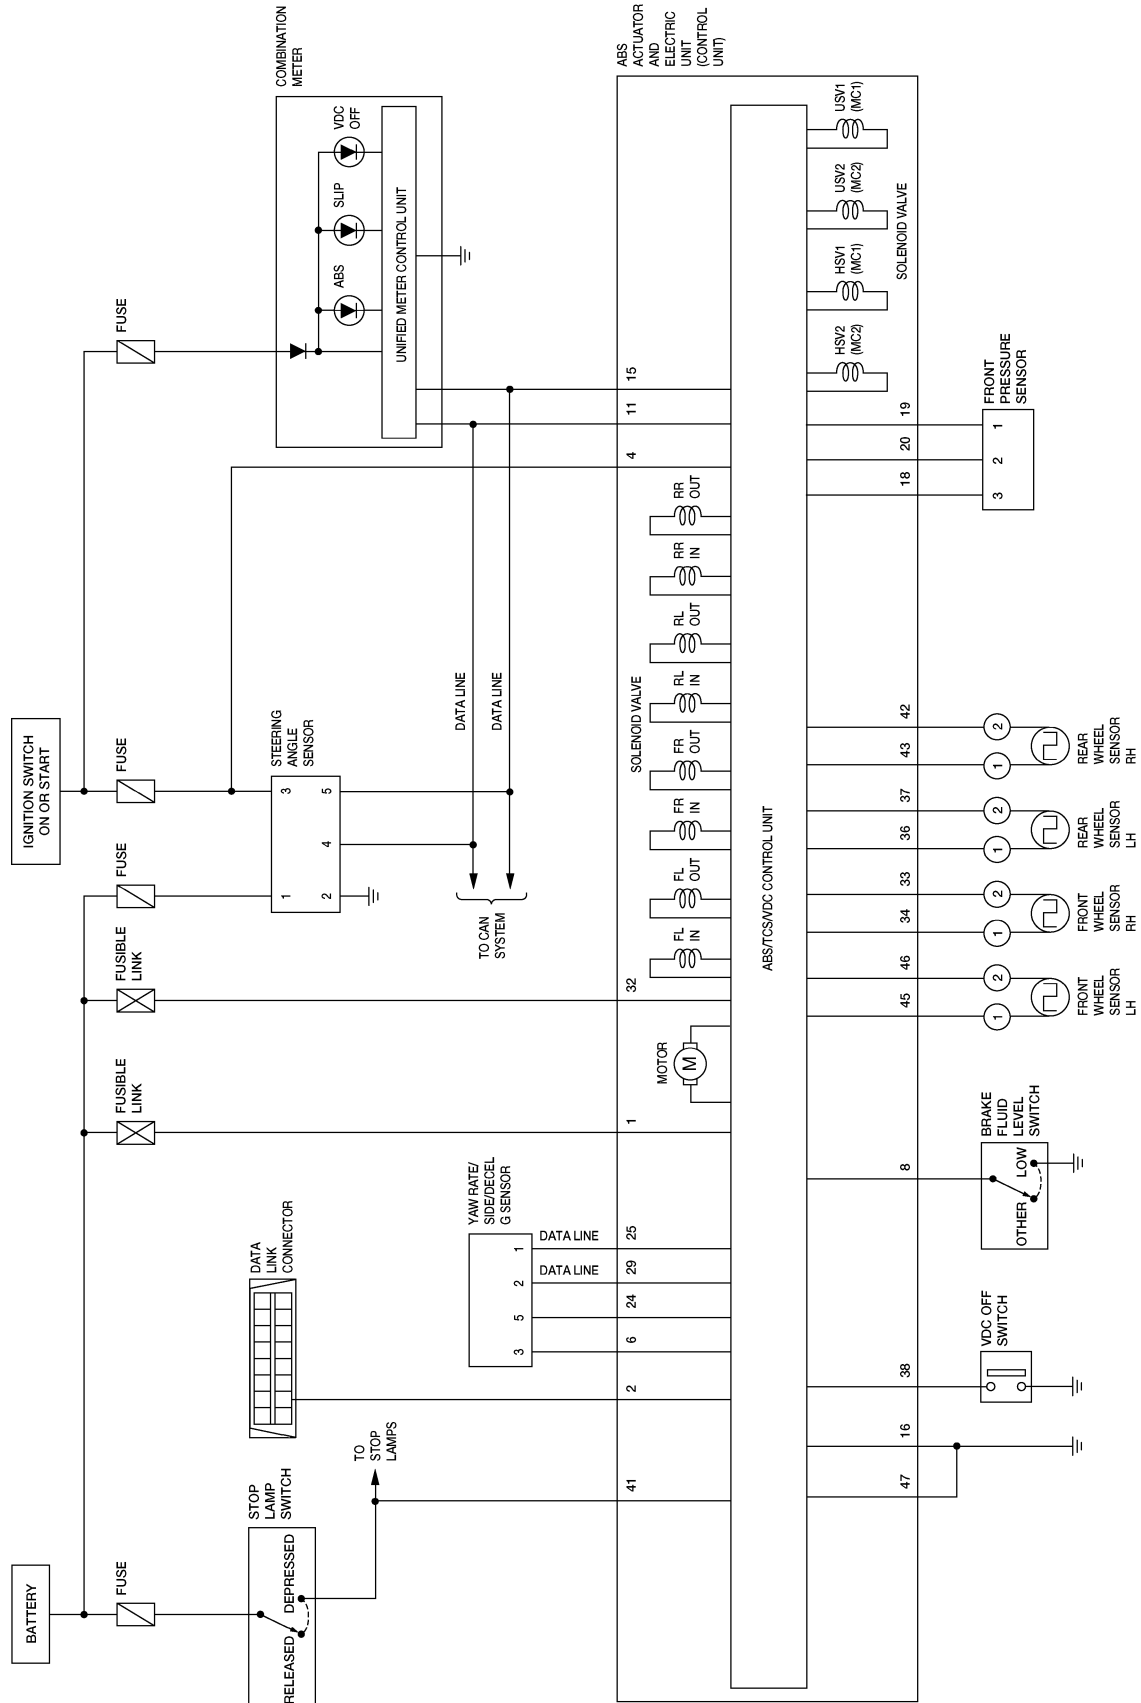 BATTERY
FUSE
STOP
LAMP
SWITCH
RELEASED
DEPRESSED
TO
STOP
LAMPS
DATA
LINK
CONNECTOR
FUSIBLE
LINK
FUSIBLE
LINK
FUSE
IGNITION SWITCH
ON OR START
FUSE
STEERING
ANGLE
SENSOR
1
3
2
4
5
TO CAN
SYSTEM
DATA LINE
DATA LINE
FUSE
COMBINATION
METER
ABS
SLIP
VDC
OFF
UNIFIED METER CONTROL UNIT
YAW RATE/
SIDE/DECEL
G SENSOR
3
5
2
1
DATA LINE
DATA LINE
41
2
6
24
29
25
1
32
4
11
15
ABS
ACTUATOR
AND
ELECTRIC
UNIT
(CONTROL
UNIT)
MOTOR
M
SOLENOID VALVE
FL
IN
FL
OUT
FR
IN
FR
OUT
RL
IN
RL
OUT
RR
IN
RR
OUT
ABS/TCS/VDC CONTROL UNIT
HSV2
(MC2)
HSV1
(MC1)
USV2
(MC2)
USV1
(MC1)
SOLENOID VALVE
47
16
38
8
45
46
34
33
36
37
43
42
18
20
19
VDC OFF
SWITCH
BRAKE
FLUID
LEVEL
SWITCH
OTHER
LOW
1
2
FRONT
WHEEL
SENSOR
LH
1
2
FRONT
WHEEL
SENSOR
RH
1
2
REAR
WHEEL
SENSOR
LH
1
2
REAR
WHEEL
SENSOR
RH
3
2
1
FRONT
PRESSURE
SENSOR